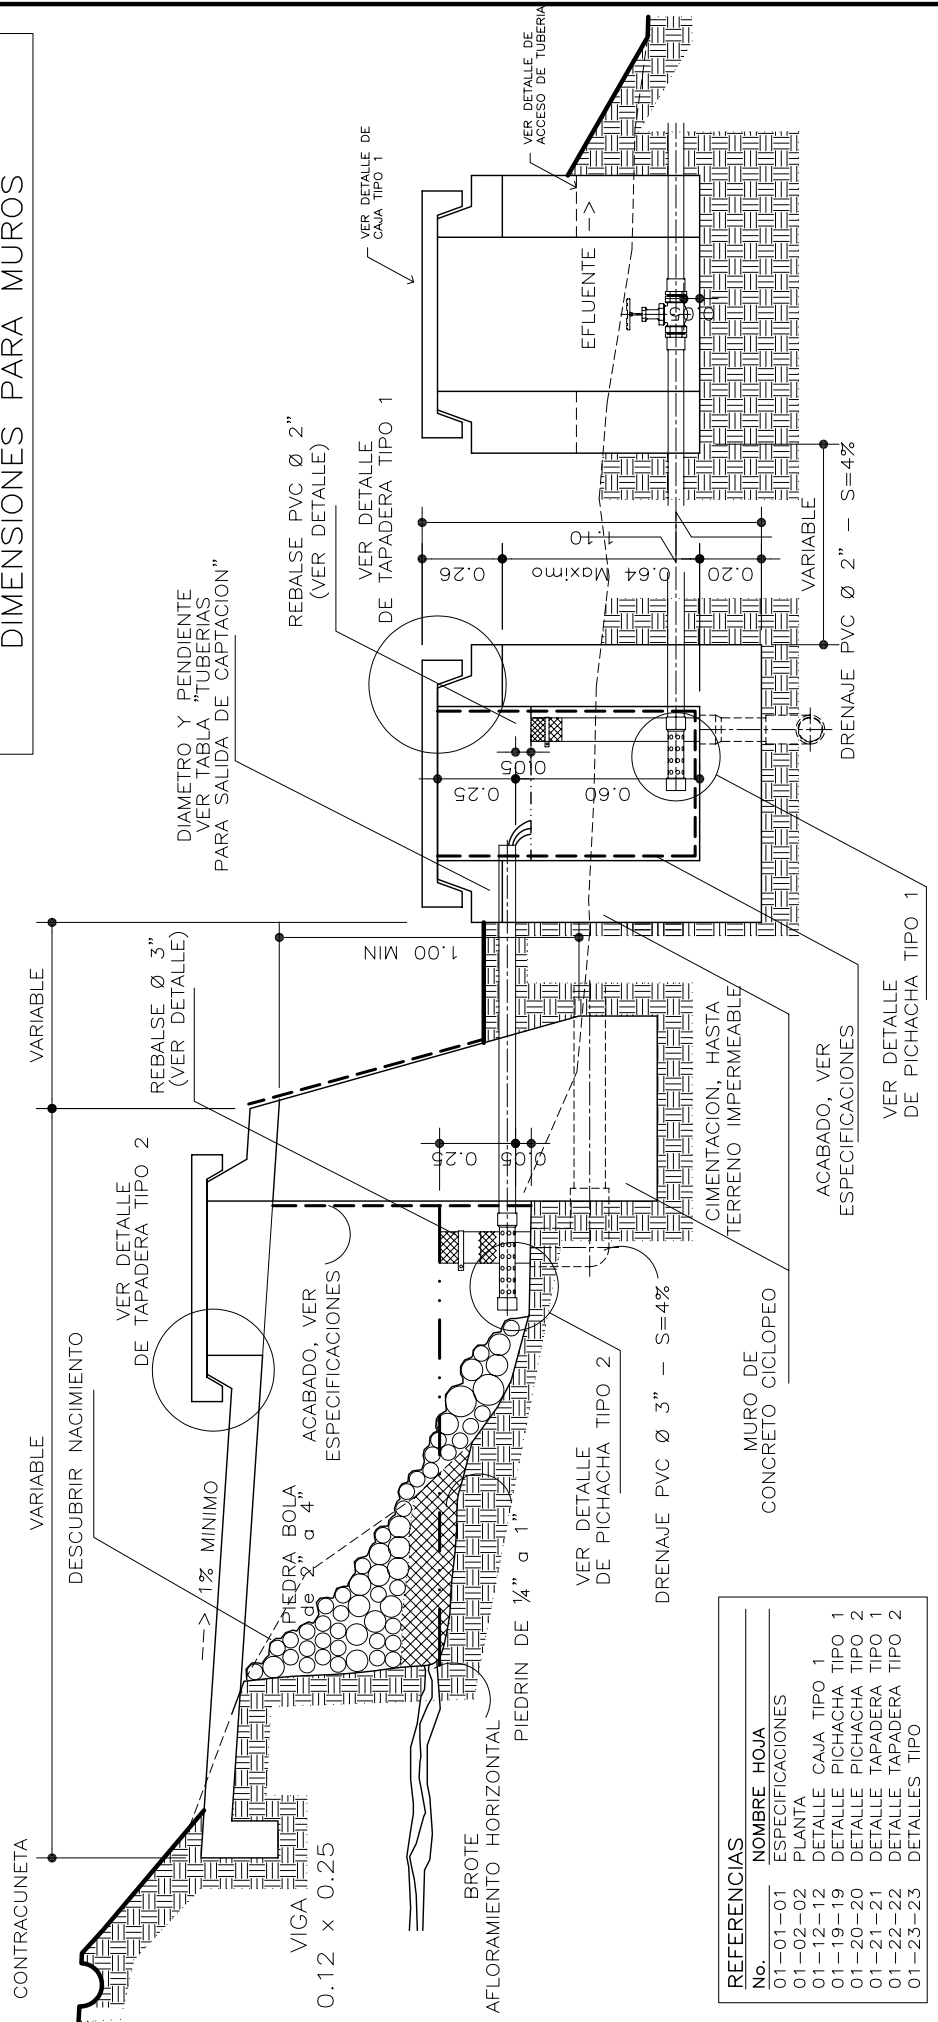 DIMENSIONES PARA MUROS
CONTRACUNETA
VARIABLE
VARIABLE
DESCUBRIR NACIMIENTO
VER DETALLE
DE TAPADERA TIPO 2
REBALSE Ø 3"
(VER DETALLE)
DIAMETRO Y PENDIENTE
VER TABLA "TUBERIAS
PARA SALIDA DE CAPTACION"
REBALSE PVC Ø 2"
(VER DETALLE)
VER DETALLE
DE TAPADERA TIPO 1
VER DETALLE DE
CAJA TIPO 1
VER DETALLE DE
ACCESO DE TUBERIA
-->1% MINIMO
PIEDRA BOLA
de 2" a 4"
ACABADO, VER
ESPECIFICACIONES
1.00 MIN
0.25
0.05
0.25
0.05
0.60
0.26
0.64 Maximo
0.20
1.10
EFLUENTE -->
0.10
VARIABLE
DRENAJE PVC Ø 2" - S=4%
VIGA
0.12 x 0.25
BROTE
AFLORAMIENTO HORIZONTAL
PIEDRIN DE ¼" a 1"
VER DETALLE
DE PICHACHA TIPO 2
DRENAJE PVC Ø 3" - S=4%
CIMENTACION, HASTA
TERRENO IMPERMEABLE
MURO DE
CONCRETO CICLOPEO
ACABADO, VER
ESPECIFICACIONES
VER DETALLE
DE PICHACHA TIPO 1
REFERENCIAS
No. NOMBRE HOJA
01-01-01 ESPECIFICACIONES
01-02-02 PLANTA
01-12-12 DETALLE CAJA TIPO 1
01-19-19 DETALLE PICHACHA TIPO 1
01-20-20 DETALLE PICHACHA TIPO 2
01-21-21 DETALLE TAPADERA TIPO 1
01-22-22 DETALLE TAPADERA TIPO 2
01-23-23 DETALLES TIPO